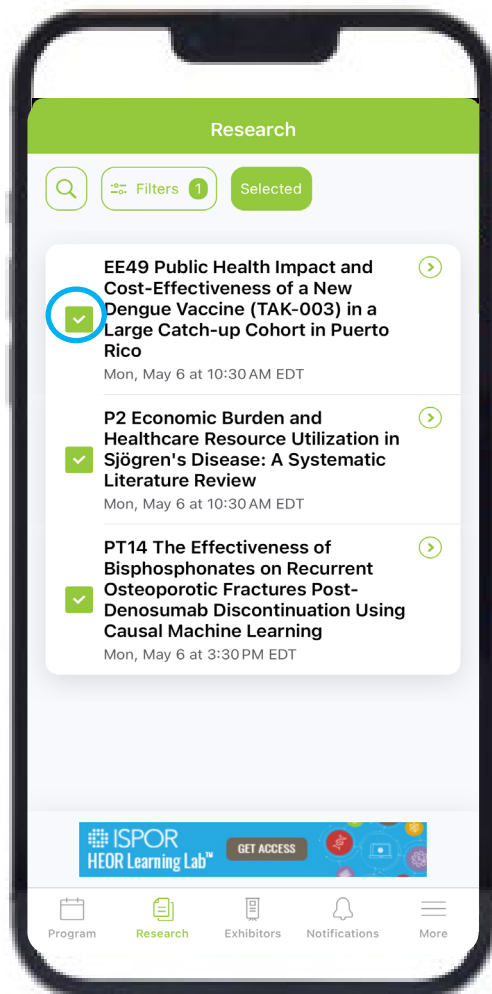 Research
Filters 1
Selected
EE49 Public Health Impact and
Cost-Effectiveness of a New
Dengue Vaccine (TAK-003) in a
Large Catch-up Cohort in Puerto
Rico
Mon, May 6 at 10:30 AM EDT
P2 Economic Burden and
Healthcare Resource Utilization in
Sjögren's Disease: A Systematic
Literature Review
Mon, May 6 at 10:30 AM EDT
PT14 The Effectiveness of
Bisphosphonates on Recurrent
Osteoporotic Fractures Post-
Denosumab Discontinuation Using
Causal Machine Learning
Mon, May 6 at 3:30 PM EDT
ISPOR
HEOR Learning Lab™
GET ACCESS
Program
Research
Exhibitors
Notifications
More